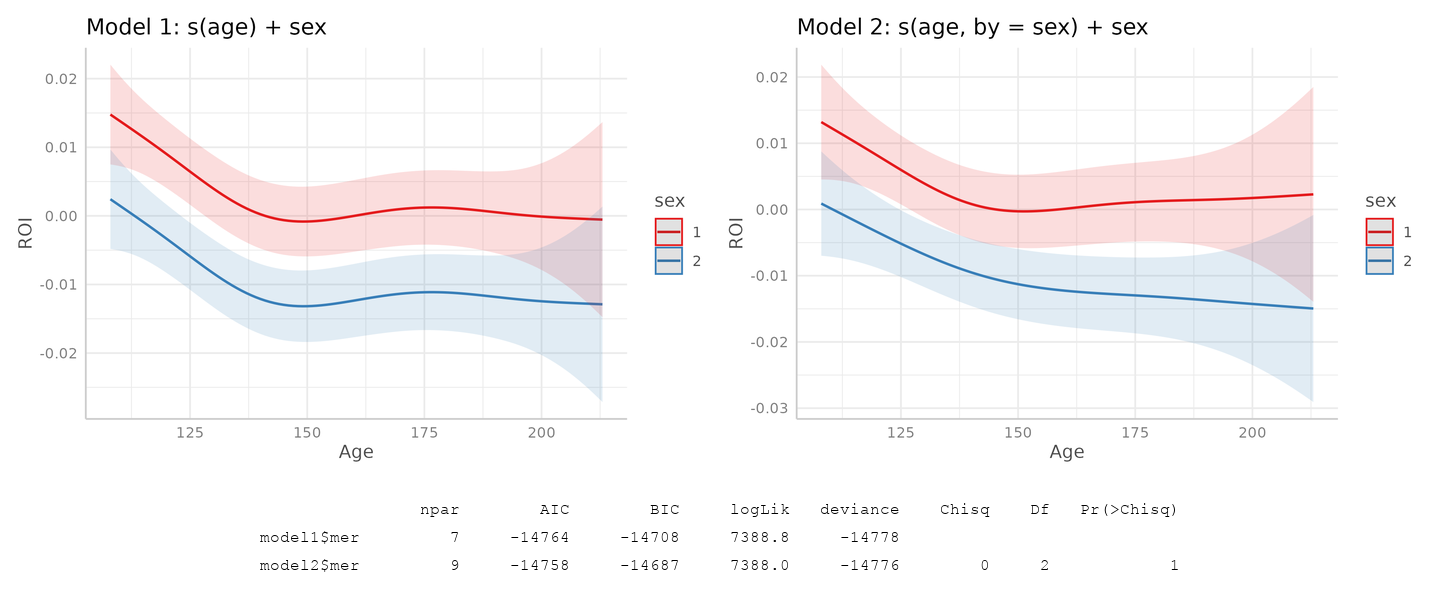 Model 1: s(age) + sex
0.02
0.01
0.00
-0.01
-0.02
ROI
125 150 175 200
Age
sex
1
2
Model 2: s(age, by = sex) + sex
0.02
0.01
0.00
-0.01
-0.02
-0.03
ROI
125 150 175 200
Age
sex
1
2
npar AIC BIC logLik deviance Chisq Df Pr(>Chisq)
model1$mer 7 -14764 -14708 7388.8 -14778
model2$mer 9 -14758 -14687 7388.0 -14776 0 2 1